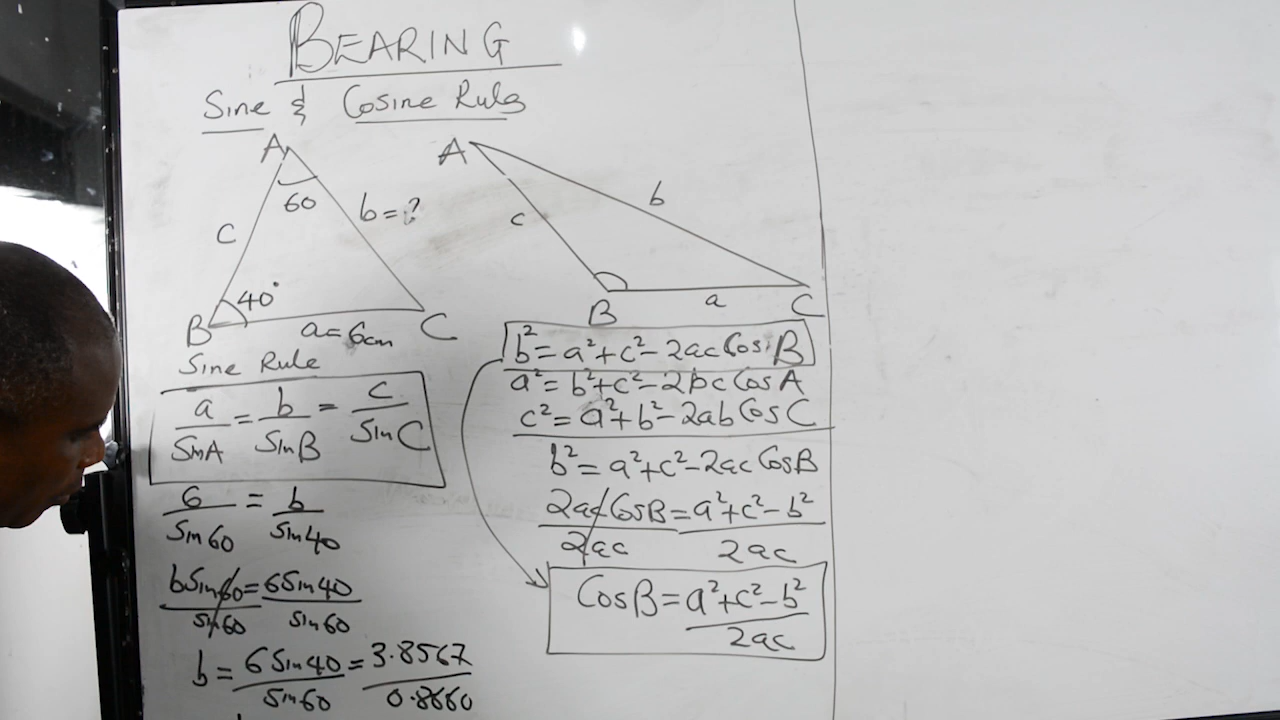 BEARING
Sine & Cosine Rules
A
60
c
b = ?
40°
B
a = 6cm
C
Sine Rule
a/SinA = b/SinB = c/SinC
6/Sin60 = b/Sin40
bSin60/Sin60 = 6Sin40/Sin60
b = 6Sin40/Sin60 = 3.8567/0.8660
A
b
c
B
a
C
b² = a² + c² - 2ac Cos B
a² = b² + c² - 2bc Cos A
c² = a² + b² - 2ab Cos C
b² = a² + c² - 2ac CosB
2ac CosB/2ac = a² + c² - b²/2ac
CosB = a² + c² - b²/2ac